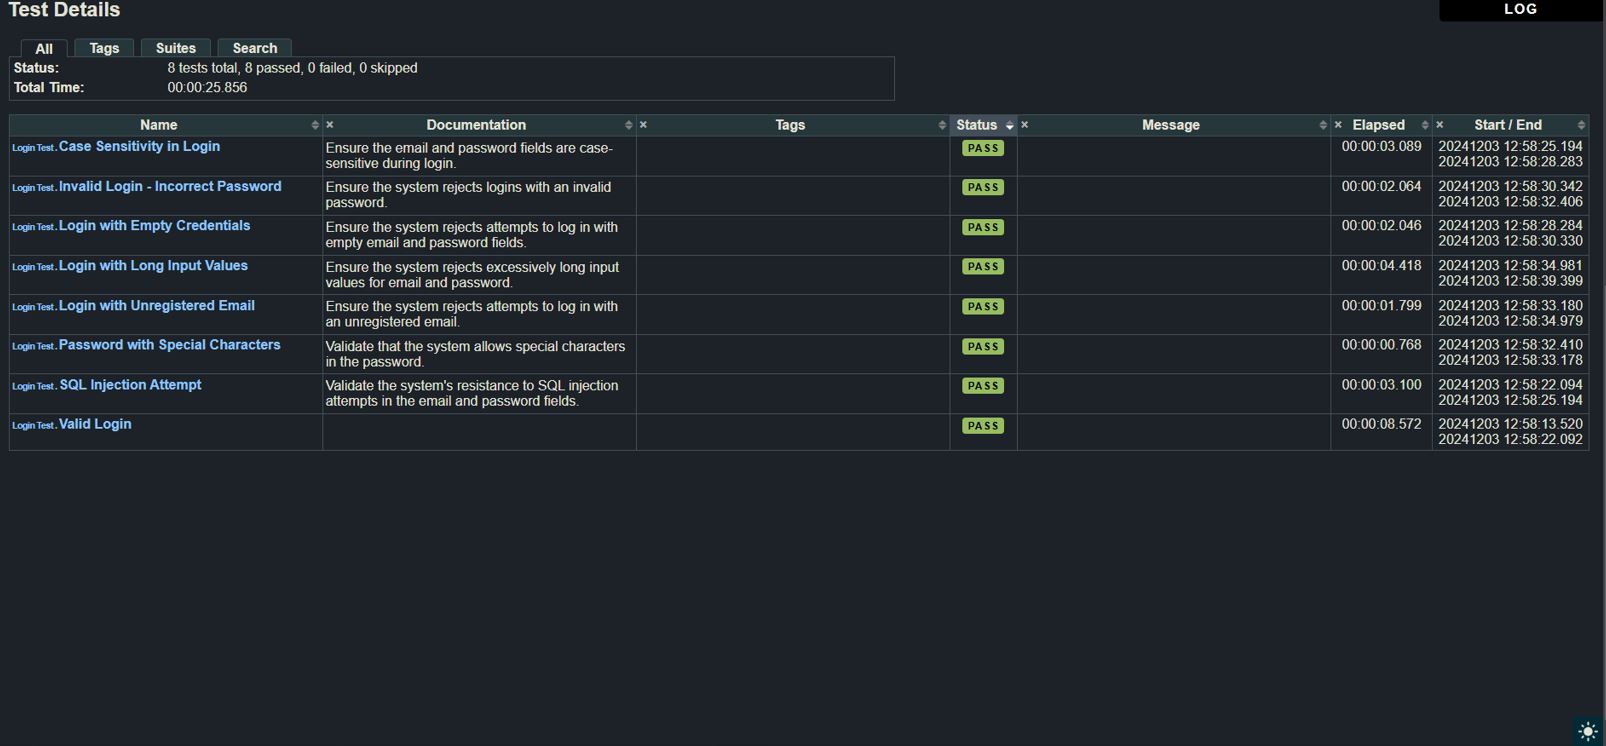 Test Details
LOG
All Tags Suites Search
Status: 8 tests total, 8 passed, 0 failed, 0 skipped
Total Time: 00:00:25.856
Name × Documentation × Tags Status × Message × Elapsed × Start / End
Login Test. Case Sensitivity in Login Ensure the email and password fields are case- PASS 00:00:03.089 20241203 12:58:25.194
sensitive during login. 20241203 12:58:28.283
Login Test. Invalid Login - Incorrect Password Ensure the system rejects logins with an invalid PASS 00:00:02.064 20241203 12:58:30.342
password. 20241203 12:58:32.406
Login Test. Login with Empty Credentials Ensure the system rejects attempts to log in with PASS 00:00:02.046 20241203 12:58:28.284
empty email and password fields. 20241203 12:58:30.330
Login Test. Login with Long Input Values Ensure the system rejects excessively long input PASS 00:00:04.418 20241203 12:58:34.981
values for email and password. 20241203 12:58:39.399
Login Test. Login with Unregistered Email Ensure the system rejects attempts to log in with PASS 00:00:01.799 20241203 12:58:33.180
an unregistered email. 20241203 12:58:34.979
Login Test. Password with Special Characters Validate that the system allows special characters PASS 00:00:00.768 20241203 12:58:32.410
in the password. 20241203 12:58:33.178
Login Test. SQL Injection Attempt Validate the system's resistance to SQL injection PASS 00:00:03.100 20241203 12:58:22.094
attempts in the email and password fields. 20241203 12:58:25.194
Login Test. Valid Login PASS 00:00:08.572 20241203 12:58:13.520
20241203 12:58:22.092